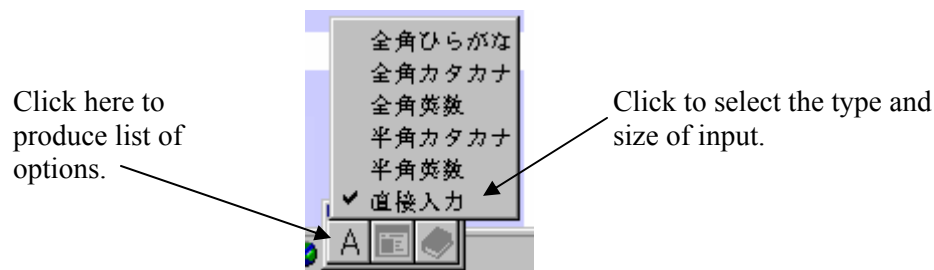 Click here to
produce list of
options.
全角ひらがな
全角カタカナ
全角英数
半角カタカナ
半角英数
✔ 直接入力
A
Click to select the type and
size of input.